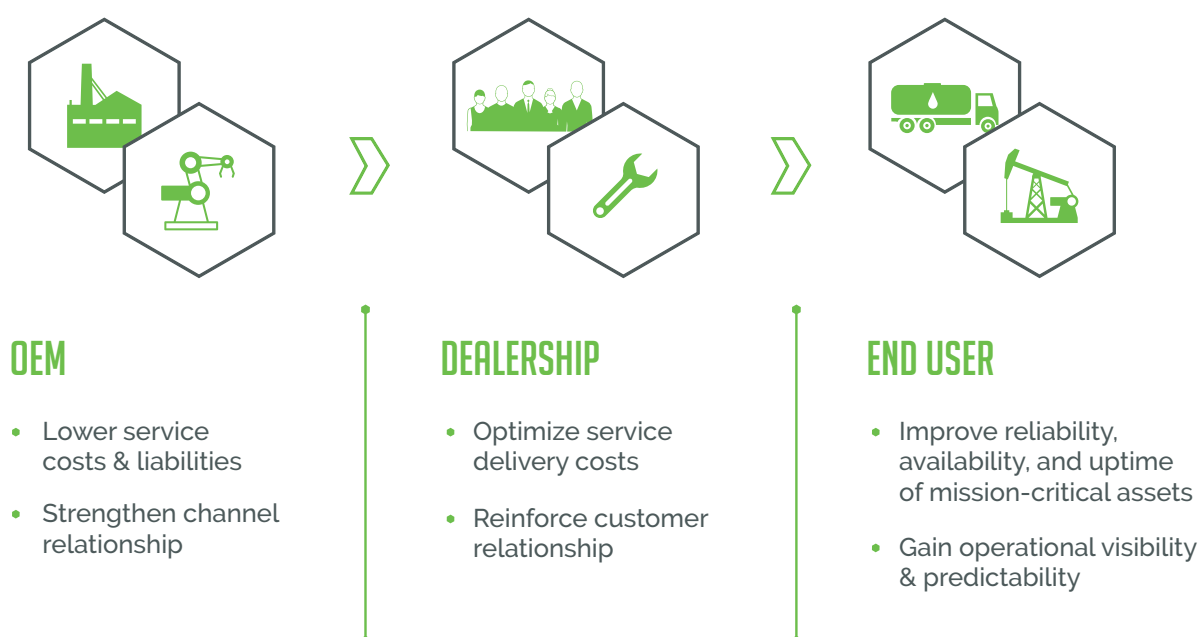 OEM
• Lower service
costs & liabilities
• Strengthen channel
relationship
DEALERSHIP
• Optimize service
delivery costs
• Reinforce customer
relationship
END USER
• Improve reliability,
availability, and uptime
of mission-critical assets
• Gain operational visibility
& predictability